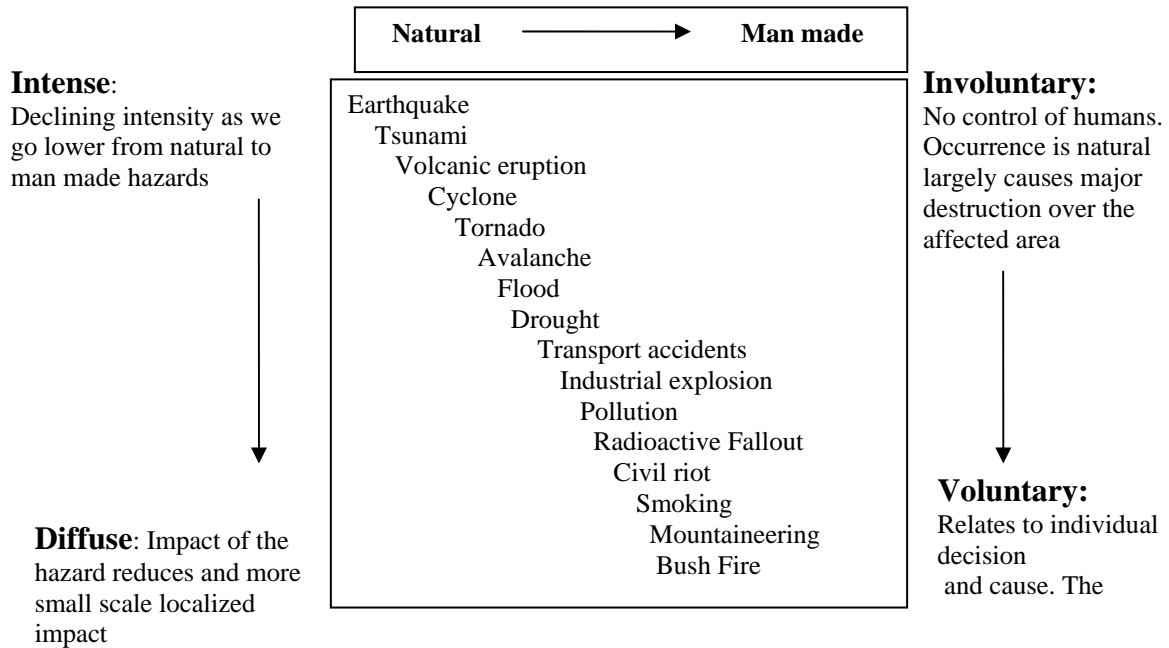 Natural Man made
Intense:
Declining intensity as we
go lower from natural to
man made hazards
Earthquake
Tsunami
Volcanic eruption
Cyclone
Tornado
Avalanche
Flood
Drought
Transport accidents
Industrial explosion
Pollution
Radioactive Fallout
Civil riot
Smoking
Mountaineering
Bush Fire
Involuntary:
No control of humans.
Occurrence is natural
largely causes major
destruction over the
affected area
Diffuse: Impact of the
hazard reduces and more
small scale localized
impact
Voluntary:
Relates to individual
decision
and cause. The